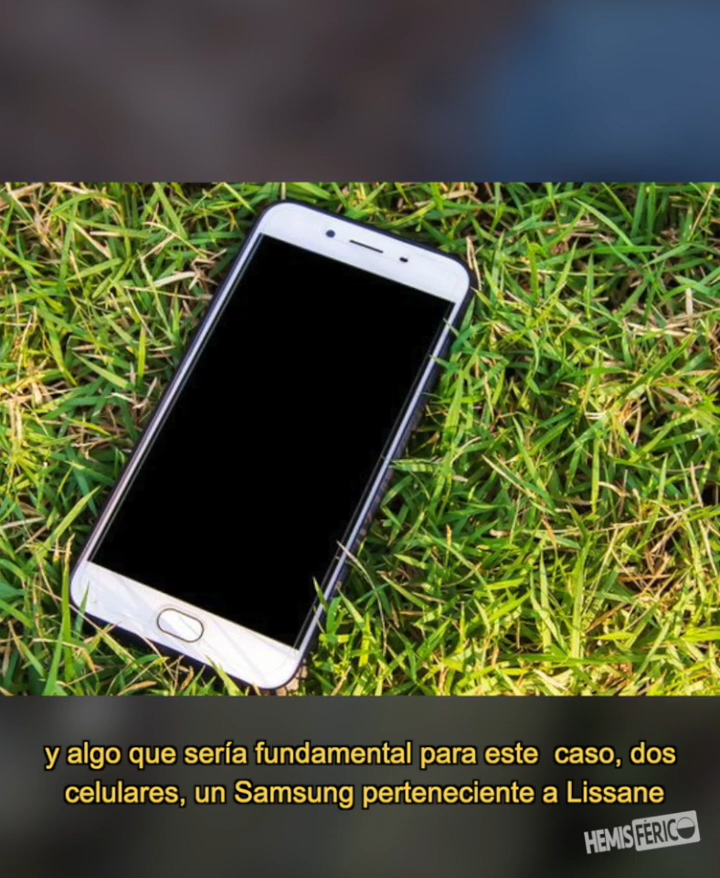 y algo que sería fundamental para este  caso, dos
celulares, un Samsung perteneciente a Lissane
HEMISFÉRICO